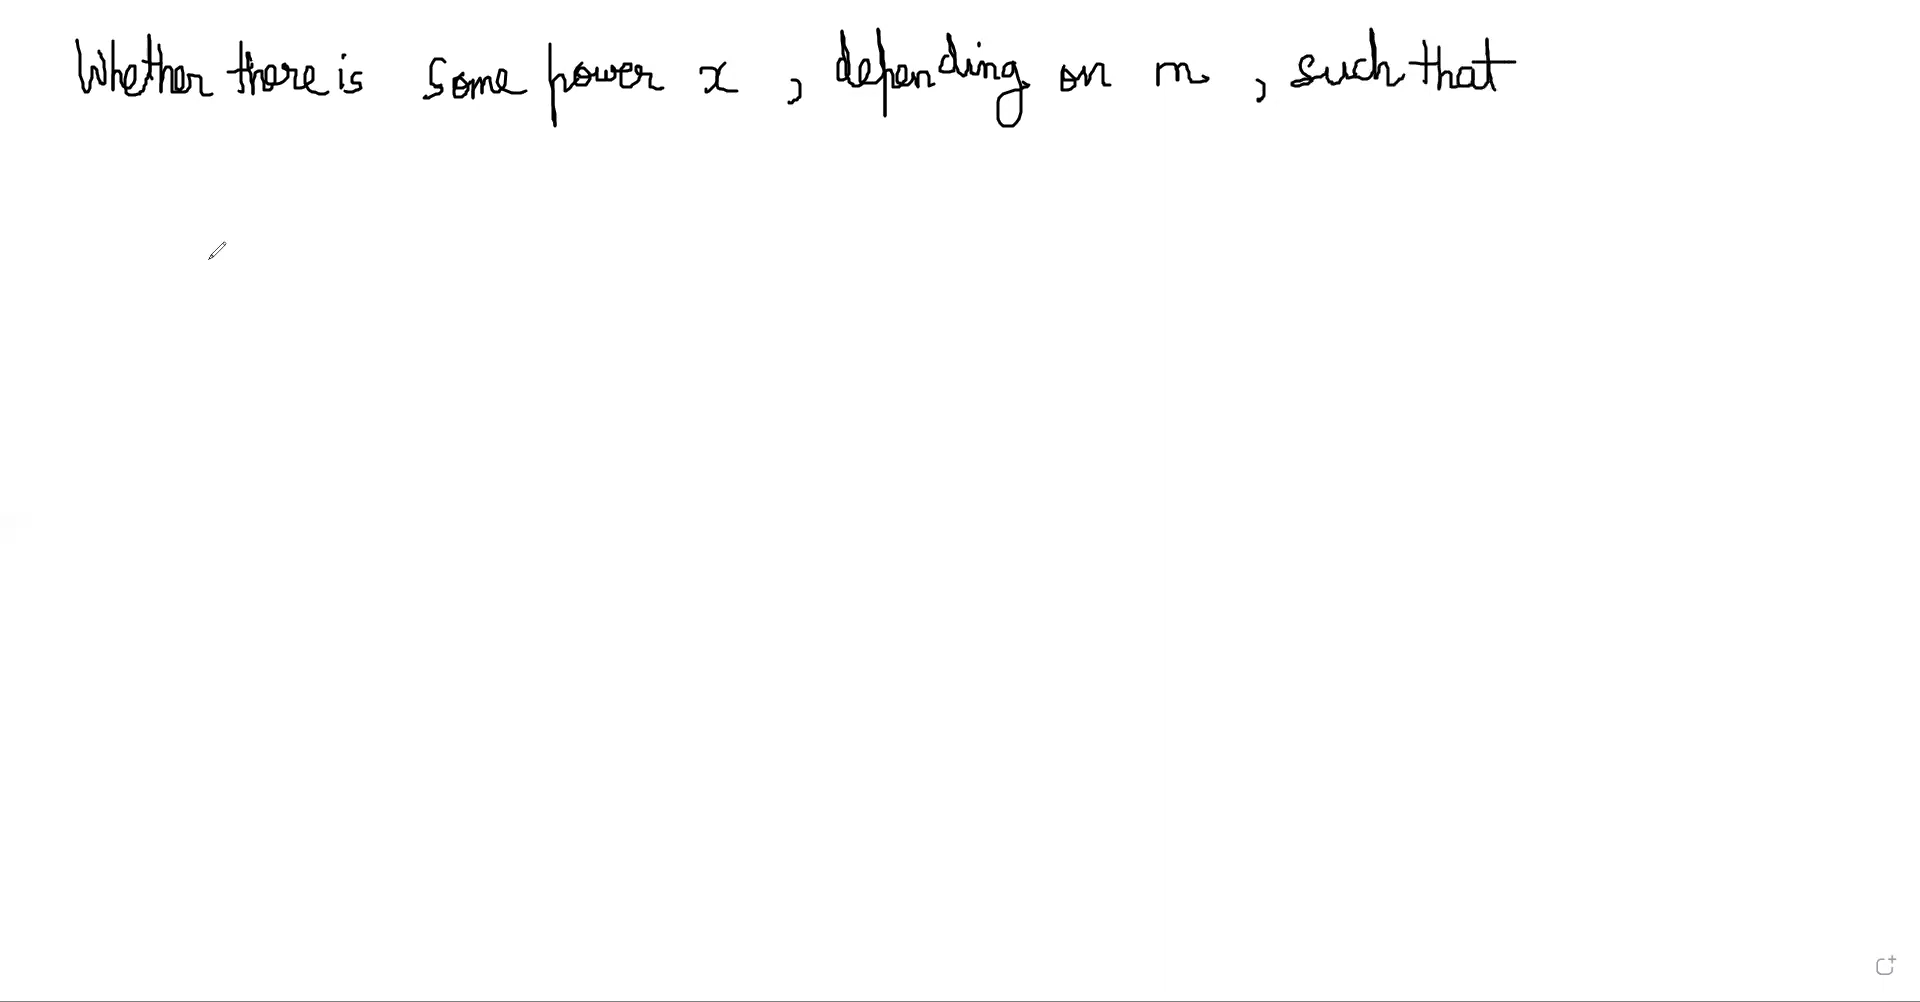 Whether there is some power x , depending on m , such that